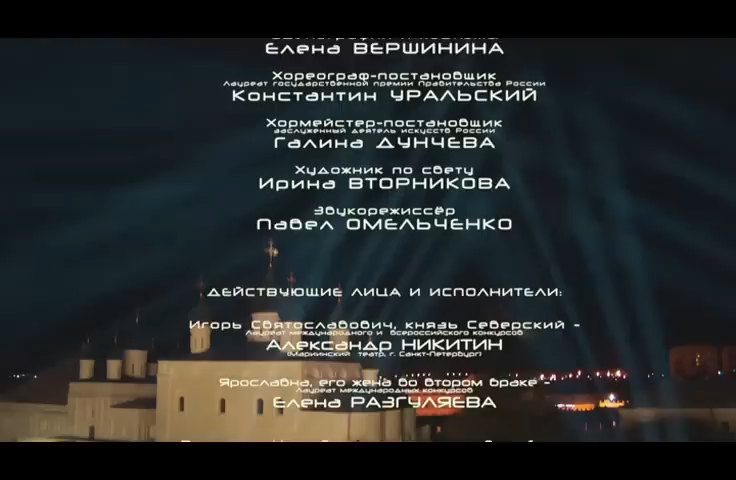 Елена ВЕРШИНИНА
Хореограф-постановщик
Лауреат государственной премии Правительства России
Константин УРАЛЬСКИЙ
Хормейстер-постановщик
заслуженный деятель искусств России
Галина ДУНЧЕВА
Художник по свету
Ирина ВТОРНИКОВА
Звукорежиссёр
Павел ОМЕЛЬЧЕНКО
ДЕЙСТВУЮЩИЕ ЛИЦА И ИСПОЛНИТЕЛИ:
Игорь Святославович, князь Северский -
Лауреат международного и всероссийского конкурсов
Александр НИКИТИН
(Мариинский театр, г. Санкт-Петербург)
Ярославна, его жена во втором браке -
Лауреат международных конкурсов
Елена РАЗГУЛЯЕВА